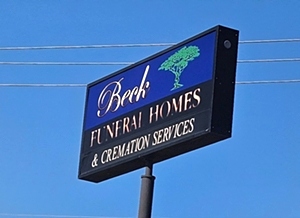 Beck
FUNERAL HOMES
& CREMATION SERVICES